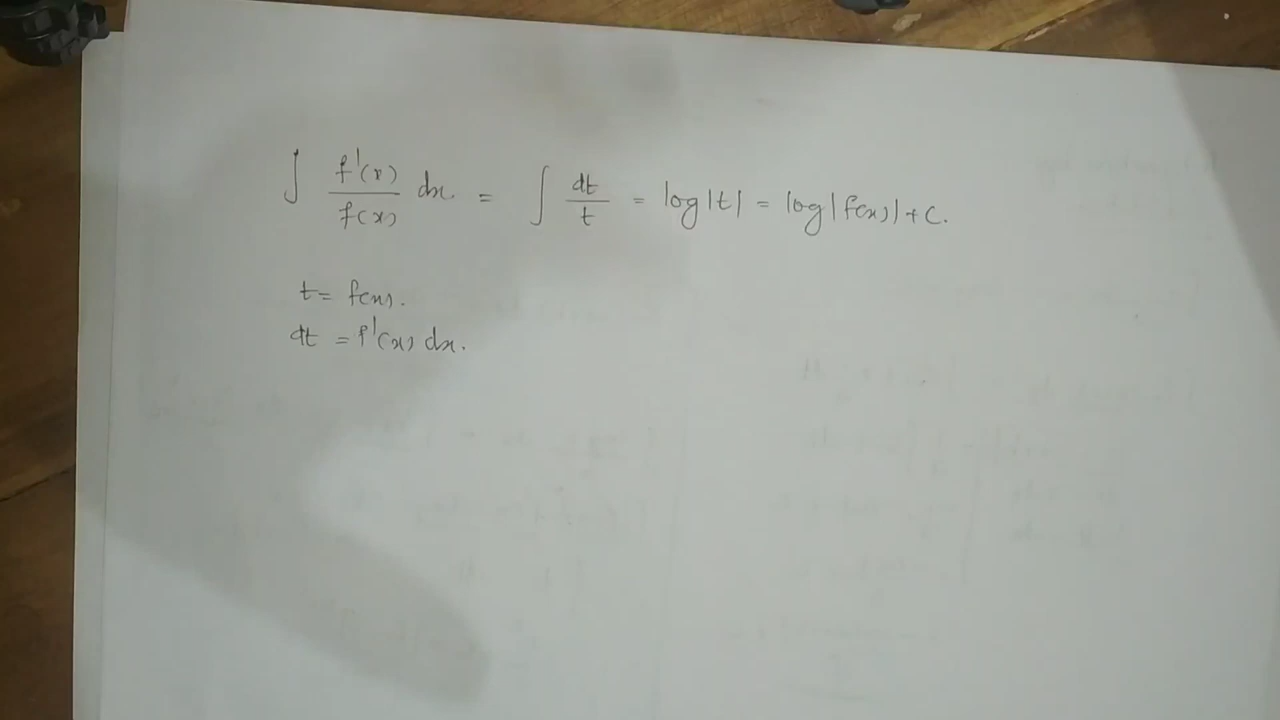 ∫ f'(x)/f(x) dx = ∫ dt/t = log|t| = log|f(x)| + c.
t = f(x).
dt = f'(x) dx.